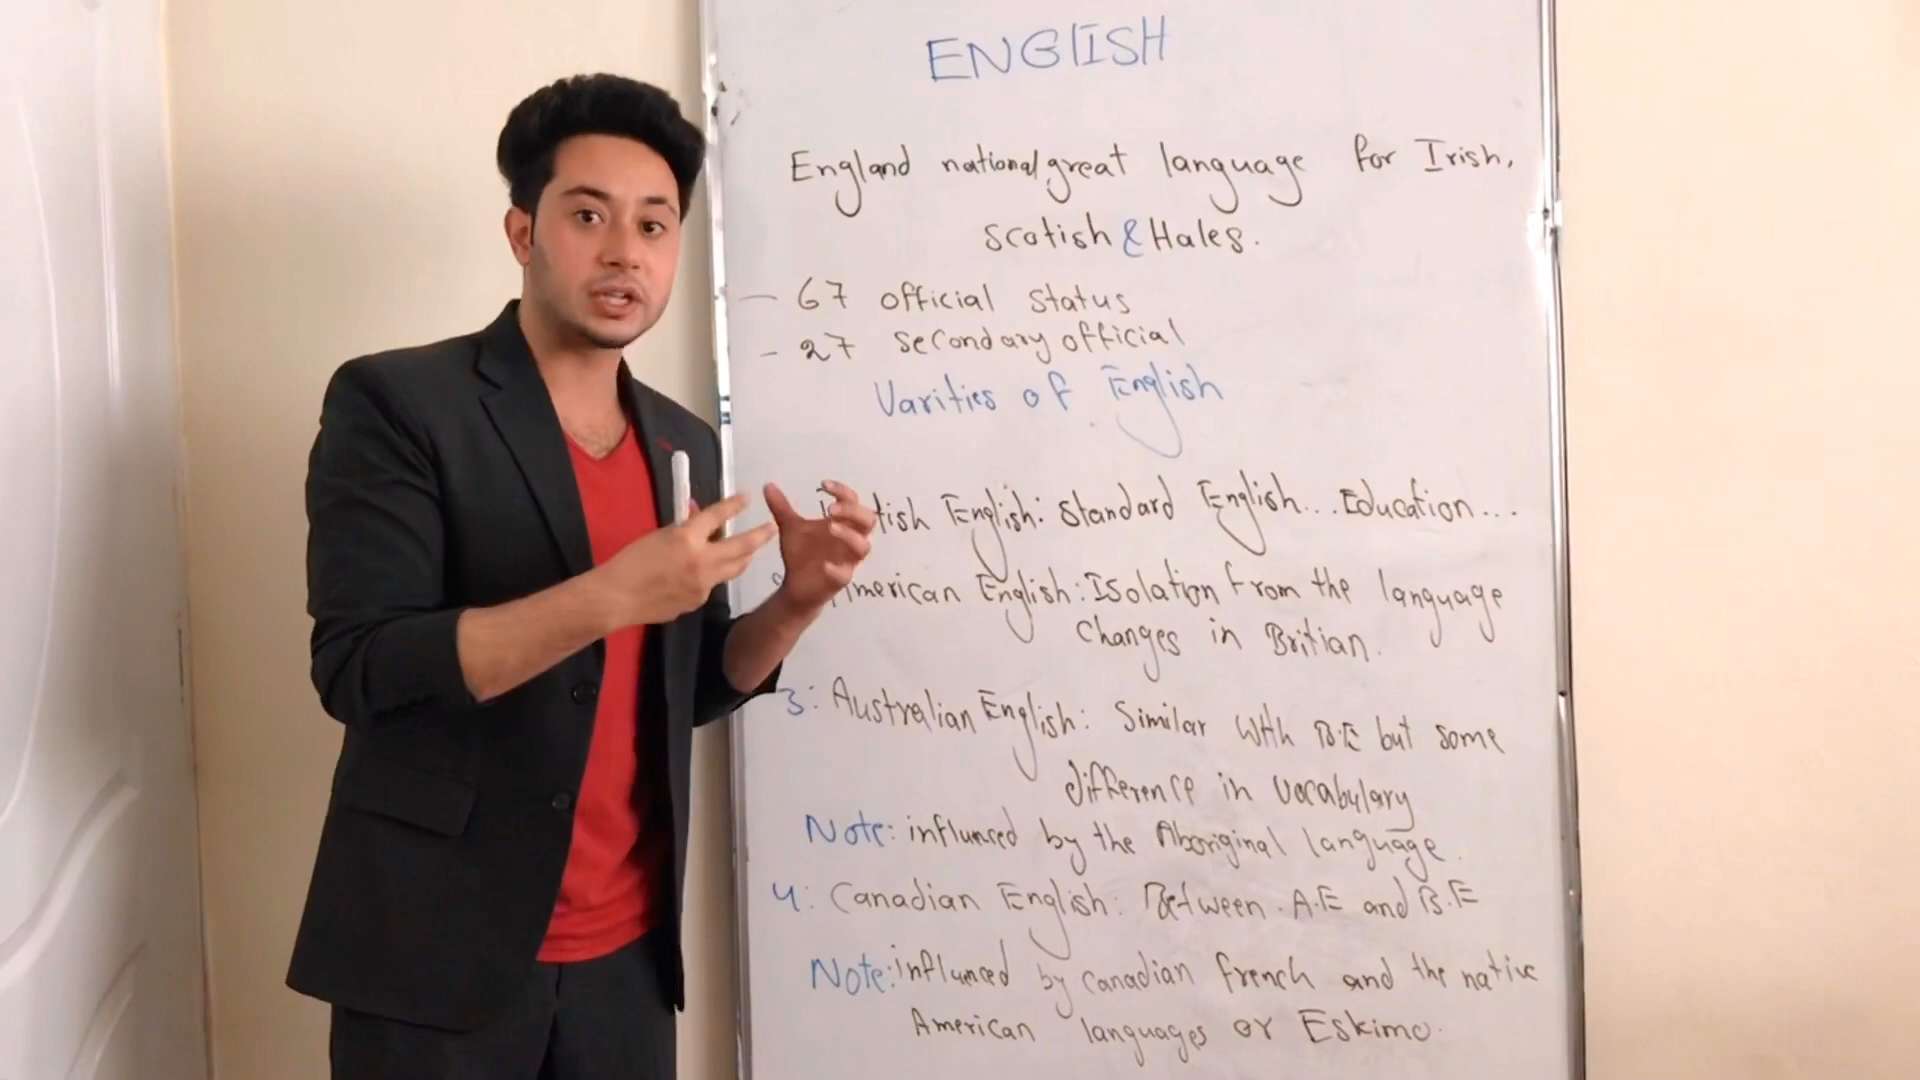 ENGLISH
England national great language for Irish,
Scotish & Hales.
- 67 official status
- 27 secondary official
Varities of English
tish English: Standard English... Education...
American English: Isolation from the language
Changes in Britian.
3: Australian English: Similar with B.E but some
difference in vocabulary
Note: influnced by the Aboriginal language.
4: Canadian English: Between A.E and B.E
Note: influnced by Canadian French and the native
American languages or Eskimo.